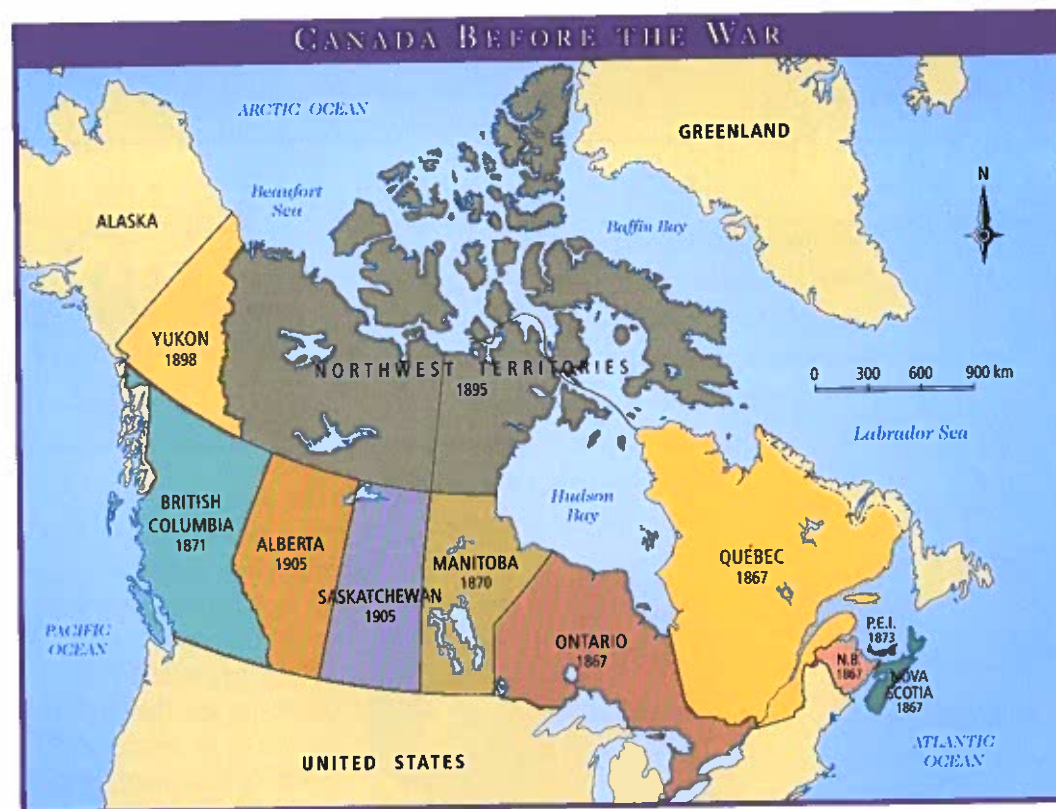 CANADA BEFORE THE WAR
ARCTIC OCEAN
GREENLAND
Beaufort
Sea
N
ALASKA
Baffin Bay
YUKON
1898
NORTHWEST TERRITORIES
1895
0 300 600 900 km
Labrador Sea
Hudson
Bay
BRITISH
COLUMBIA
1871
ALBERTA
1905
MANITOBA
1870
QUÉBEC
1867
SASKATCHEWAN
1905
PACIFIC
OCEAN
ONTARIO
1867
P.E.I.
1873
N.B.
1867
NOVA
SCOTIA
1867
ATLANTIC
OCEAN
UNITED STATES